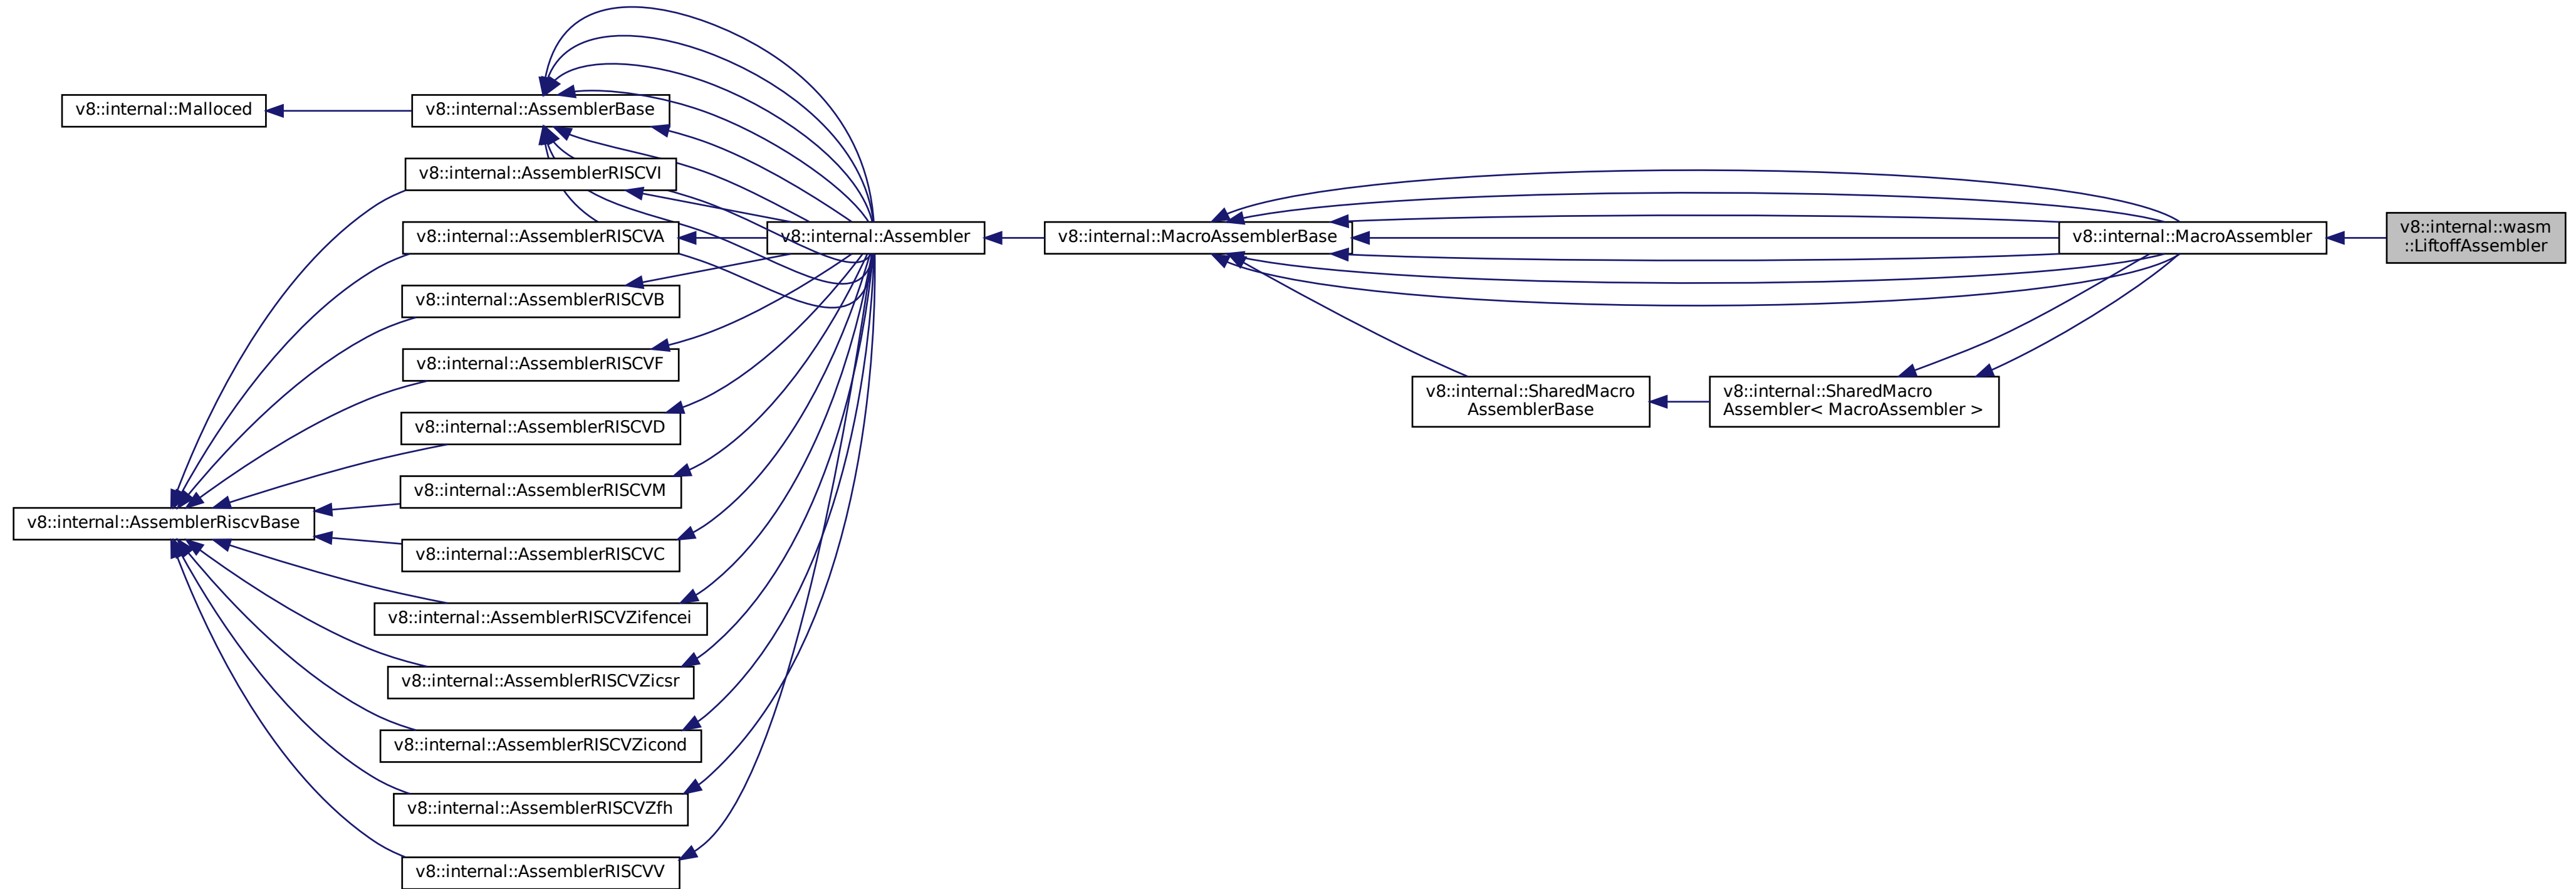 v8::internal::Malloced
v8::internal::AssemblerBase
v8::internal::AssemblerRISCVI
v8::internal::AssemblerRISCVA
v8::internal::AssemblerRISCVB
v8::internal::AssemblerRISCVF
v8::internal::AssemblerRISCVD
v8::internal::AssemblerRISCVM
v8::internal::AssemblerRiscvBase
v8::internal::AssemblerRISCVC
v8::internal::AssemblerRISCVZifencei
v8::internal::AssemblerRISCVZicsr
v8::internal::AssemblerRISCVZicond
v8::internal::AssemblerRISCVZfh
v8::internal::AssemblerRISCVV
v8::internal::Assembler
v8::internal::MacroAssemblerBase
v8::internal::SharedMacro
AssemblerBase
v8::internal::SharedMacro
Assembler< MacroAssembler >
v8::internal::MacroAssembler
v8::internal::wasm
::LiftoffAssembler